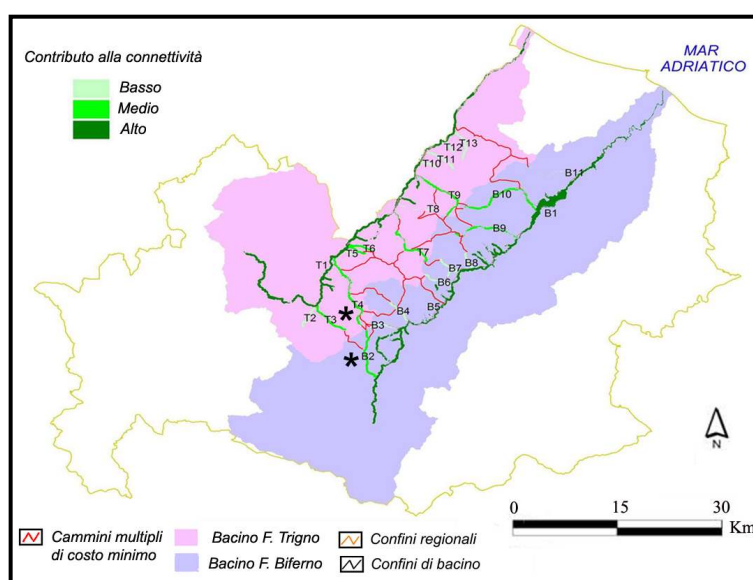 Contributo alla connettività
Basso
Medio
Alto
MAR
ADRIATICO
T13
T12
T11
T10
B11
T9
B10
T8
B1
B9
T6
T5
T7
B8
T1
B7
B6
T4
B5
T2
T3
*
B4
B3
B2
*
N
0 15 30
Km
Cammini multipli
di costo minimo
Bacino F. Trigno
Bacino F. Biferno
Confini regionali
Confini di bacino